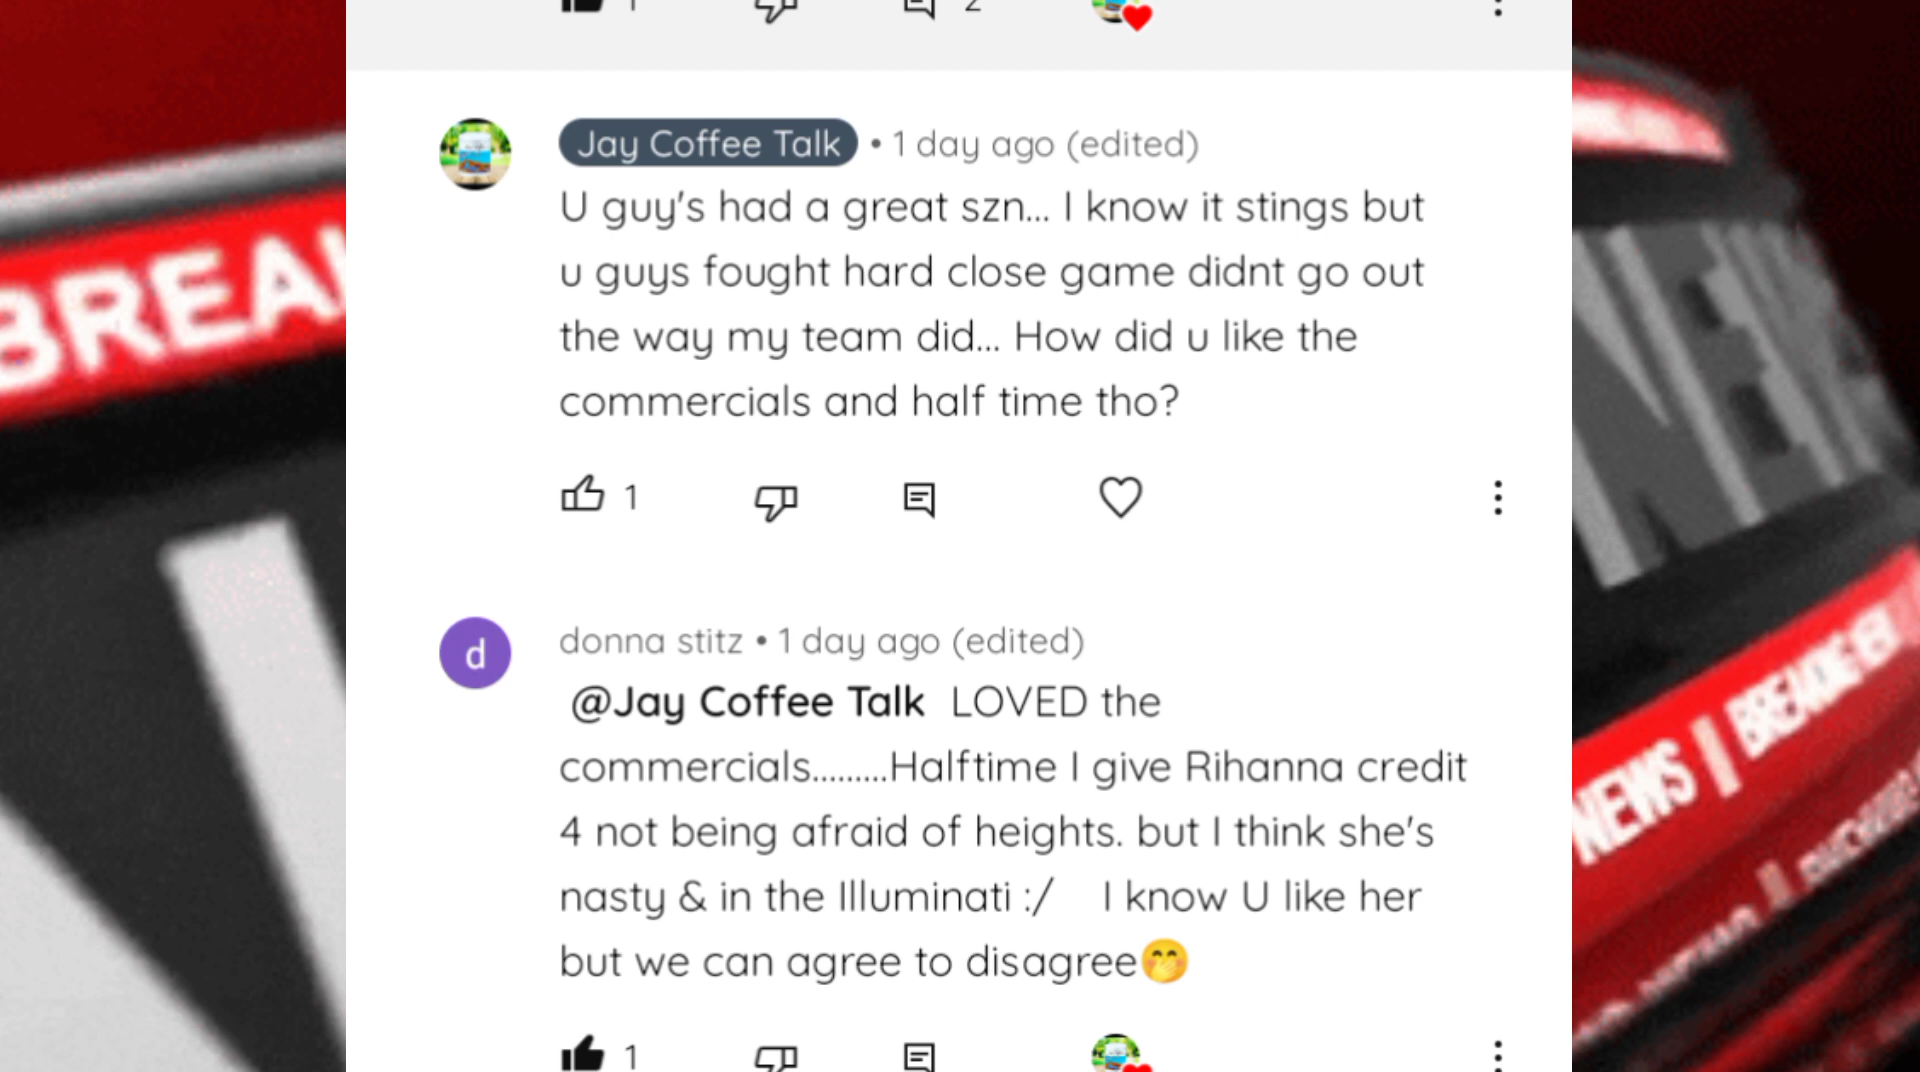 1 2
Jay Coffee Talk • 1 day ago (edited)
U guy's had a great szn... I know it stings but
u guys fought hard close game didnt go out
the way my team did... How did u like the
commercials and half time tho?
1
d
donna stitz • 1 day ago (edited)
@Jay Coffee Talk LOVED the
commercials.........Halftime I give Rihanna credit
4 not being afraid of heights. but I think she's
nasty & in the Illuminati :/ I know U like her
but we can agree to disagree🤭
1
BREA
NE
NEWS |